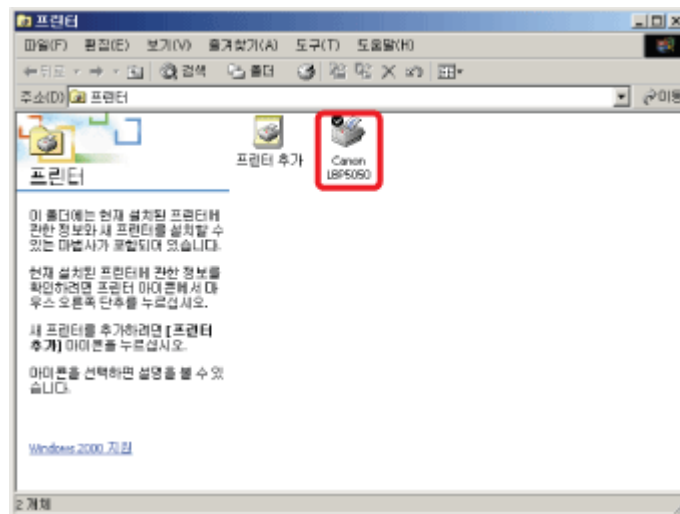 프린터
파일(F) 편집(E) 보기(V) 즐겨찾기(A) 도구(T) 도움말(H)
뒤로 검색 폴더
주소(D) 프린터 이동
프린터 추가
Canon
LBP5050
프린터
이 폴더에는 현재 설치된 프린터에
관한 정보와 새 프린터를 설치할 수
있는 마법사가 포함되어 있습니다.
현재 설치된 프린터에 관한 정보를
확인하려면 프린터 아이콘에서 마
우스 오른쪽 단추를 누르십시오.
새 프린터를 추가하려면 [프린터
추가] 아이콘을 누르십시오.
아이콘을 선택하면 설명을 볼 수 있
습니다.
Windows 2000 지원
2 개체